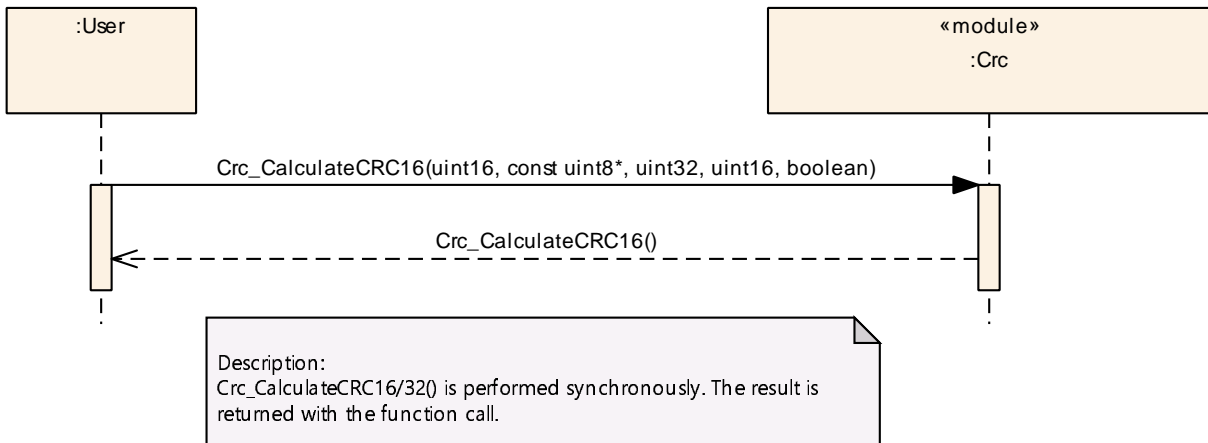 :User
«module»
:Crc
Crc_CalculateCRC16(uint16, const uint8*, uint32, uint16, boolean)
Crc_CalculateCRC16()
Description:
Crc_CalculateCRC16/32() is performed synchronously. The result is
returned with the function call.